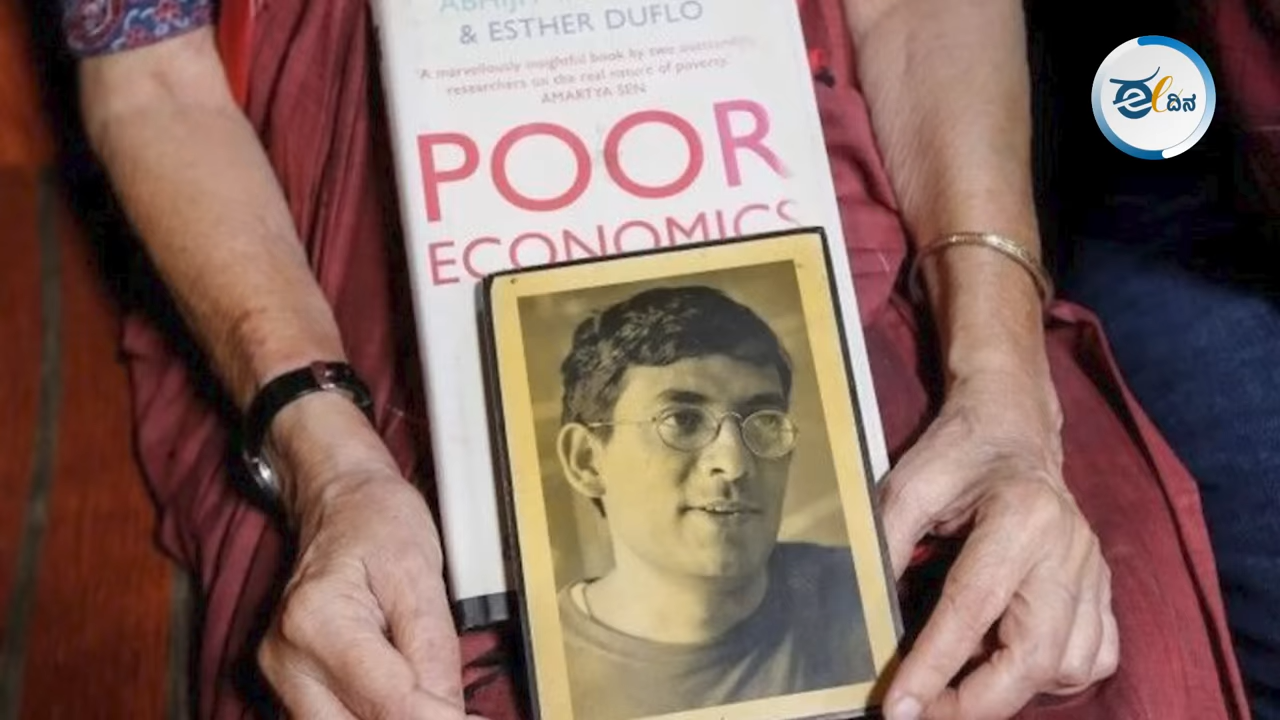 ABHIJIT
& ESTHER DUFLO
'A marvellously insightful book by two outstanding
researchers on the real nature of poverty.'
AMARTYA SEN
POOR
ECONOMICS
ಈ ದಿನ